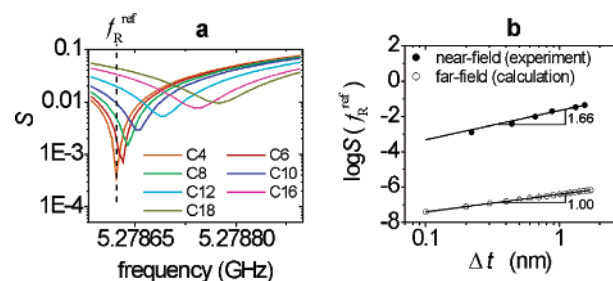 f_R^ref
a
0.1
0.01
1E-3
1E-4
S
C4 C6
C8 C10
C12 C16
C18
5.27865 5.27880
frequency (GHz)
b
0
-2
-4
-6
-8
logS(f_R^ref)
near-field (experiment)
far-field (calculation)
1.66
1.00
0.1 1
Δt (nm)